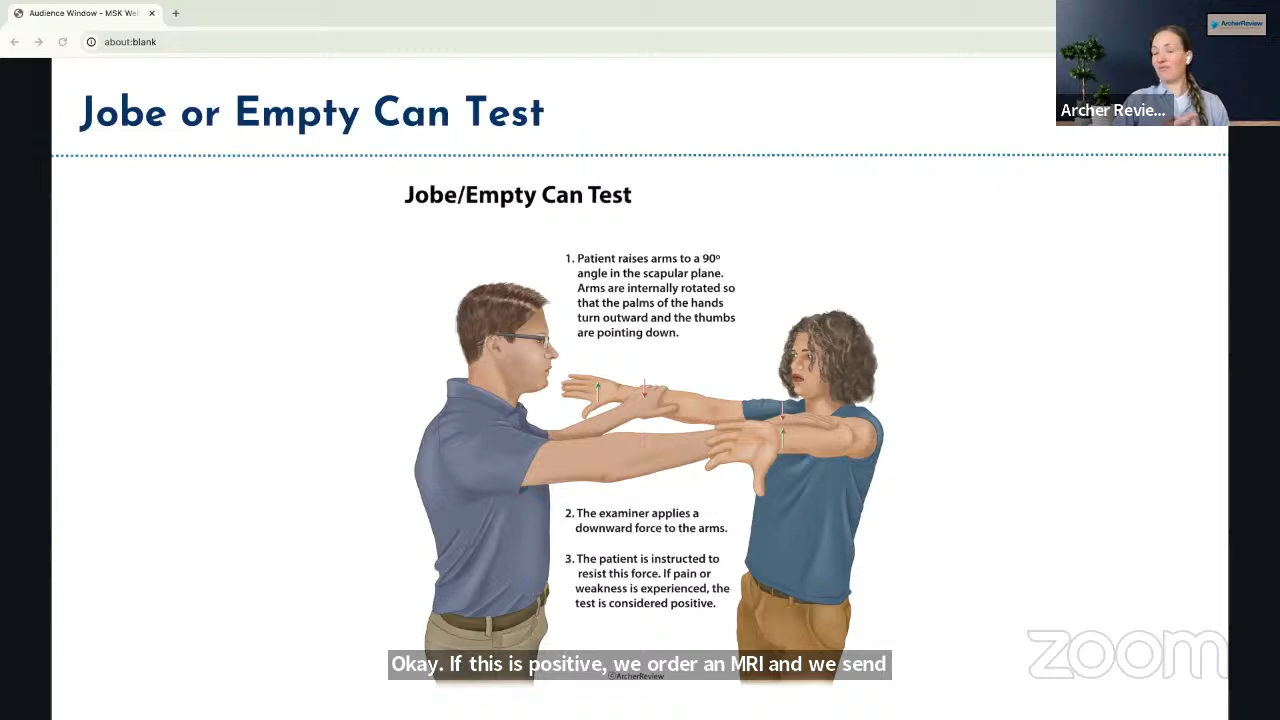 Audience Window – MSK Wel
about:blank
ArcherReview
Archer Revie...
Jobe or Empty Can Test
Jobe/Empty Can Test
1. Patient raises arms to a 90º
angle in the scapular plane.
Arms are internally rotated so
that the palms of the hands
turn outward and the thumbs
are pointing down.
2. The examiner applies a
downward force to the arms.
3. The patient is instructed to
resist this force. If pain or
weakness is experienced, the
test is considered positive.
Okay. If this is positive, we order an MRI and we send
©ArcherReview
zoom